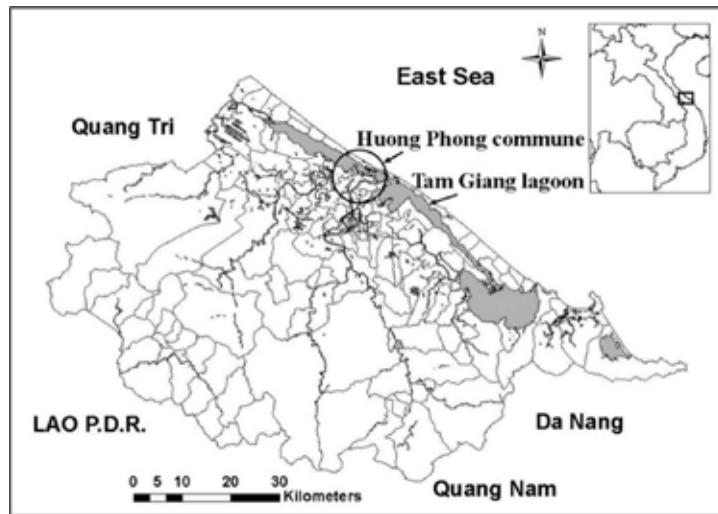 East Sea
Quang Tri
Huong Phong commune
Tam Giang lagoon
LAO P.D.R.
Da Nang
Quang Nam
0 5 10 20 30
Kilometers